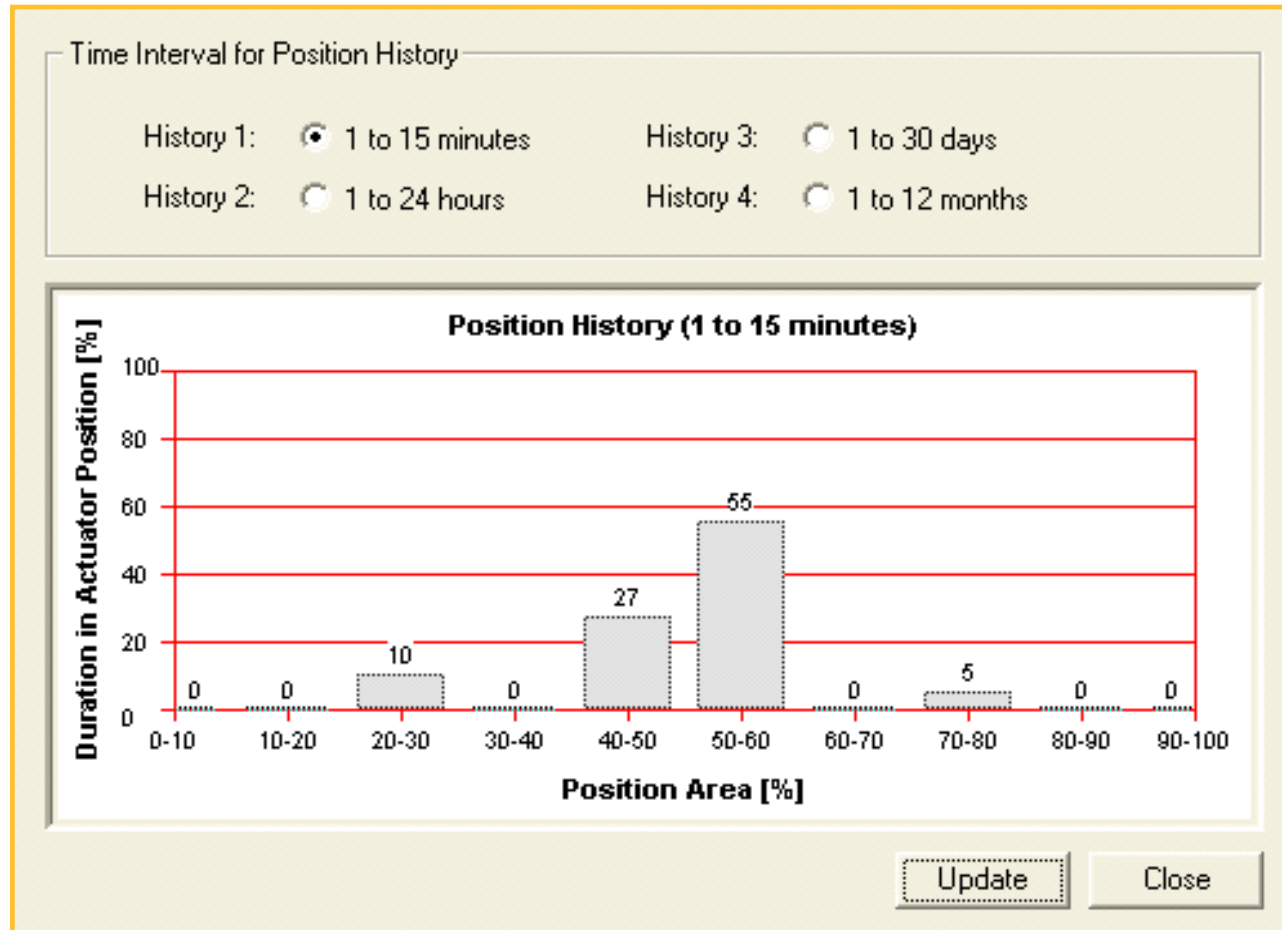 Time Interval for Position History
History 1: 1 to 15 minutes History 3: 1 to 30 days
History 2: 1 to 24 hours History 4: 1 to 12 months
Position History (1 to 15 minutes)
Duration in Actuator Position [%]
100
80
60
40
20
0
0 0 10 0 27 55 0 5 0 0
0-10 10-20 20-30 30-40 40-50 50-60 60-70 70-80 80-90 90-100
Position Area [%]
Update Close